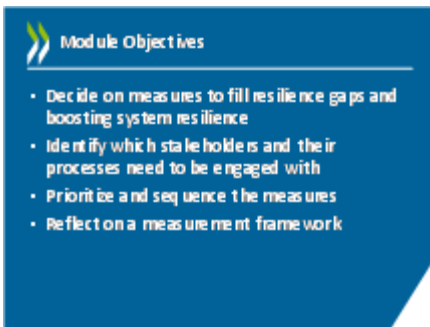 Module Objectives
• Decide on measures to fill resilience gaps and
boosting system resilience
• Identify which stakeholders and their
processes need to be engaged with
• Prioritize and sequence the measures
• Reflect on a measurement framework